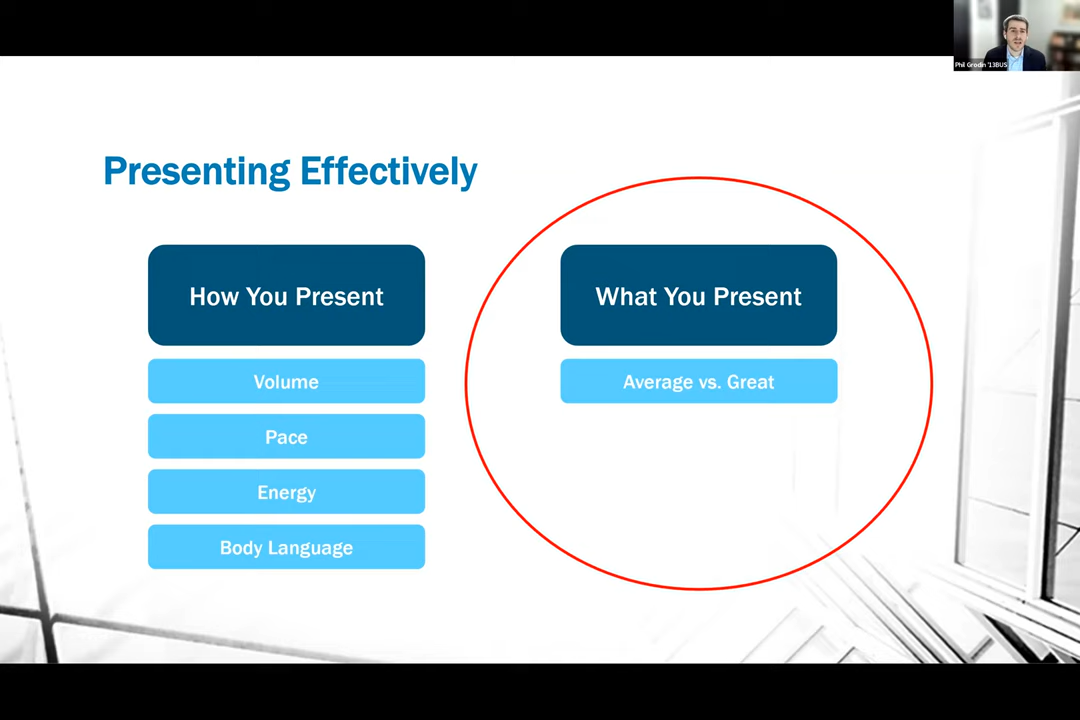 Phil Grodin '13BUS
Presenting Effectively
How You Present
Volume
Pace
Energy
Body Language
What You Present
Average vs. Great